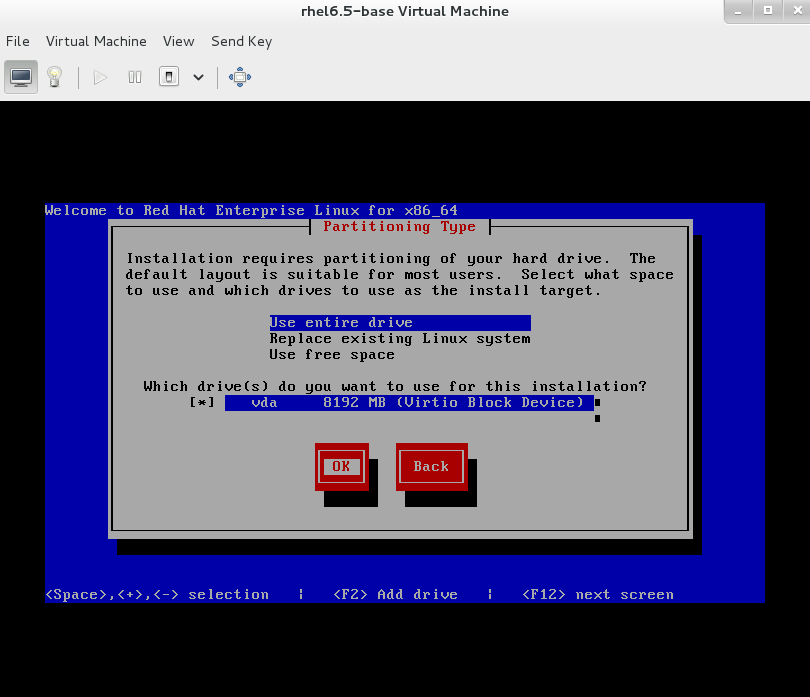 rhel6.5-base Virtual Machine
File Virtual Machine View Send Key
Welcome to Red Hat Enterprise Linux for x86_64
Partitioning Type
Installation requires partitioning of your hard drive.  The
default layout is suitable for most users.  Select what space
to use and which drives to use as the install target.
Use entire drive
Replace existing Linux system
Use free space
Which drive(s) do you want to use for this installation?
[*] vda 8192 MB (Virtio Block Device)
OK Back
<Space>,<+>,<-> selection | <F2> Add drive | <F12> next screen